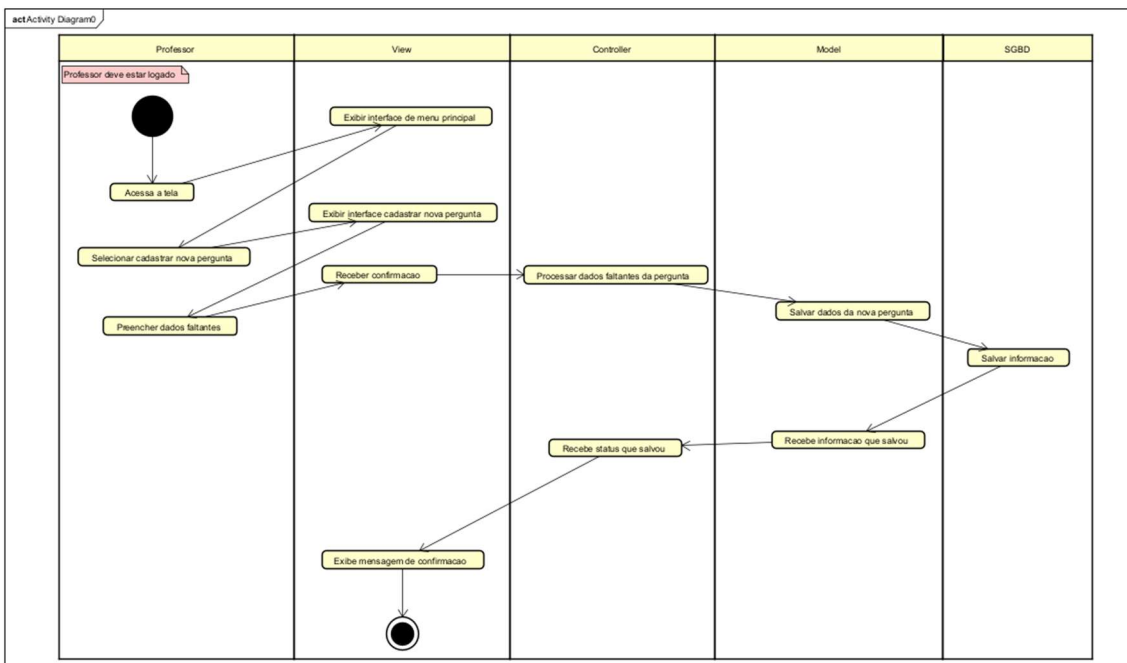 act Activity Diagram0
Professor
View
Controller
Model
SGBD
Professor deve estar logado
Exibir interface de menu principal
Acessa a tela
Exibir interface cadastrar nova pergunta
Selecionar cadastrar nova pergunta
Receber confirmacao
Processar dados faltantes da pergunta
Salvar dados da nova pergunta
Preencher dados faltantes
Salvar informacao
Recebe informacao que salvou
Recebe status que salvou
Exibe mensagem de confirmacao